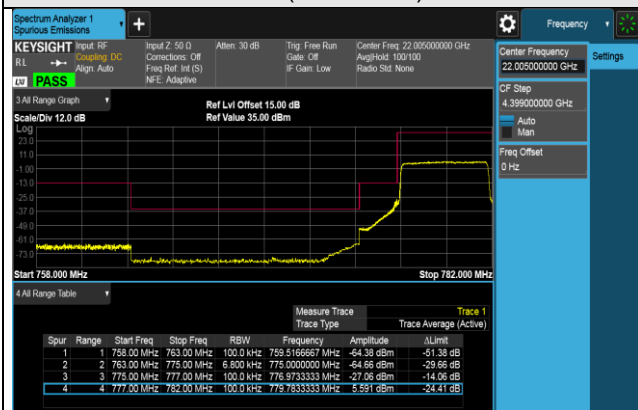 Spectrum Analyzer 1
Spurious Emissions
Frequency
KEYSIGHT Input: RF Input Z: 50 Ω Atten: 30 dB Trig: Free Run Center Freq: 22.005000000 GHz
RL Coupling: DC Corrections: Off Gate: Off Avg|Hold: 100/100
Align: Auto Freq Ref: Int (S) IF Gain: Low Radio Std: None
LXI PASS NFE: Adaptive
Center Frequency
22.005000000 GHz
Settings
CF Step
4.399000000 GHz
Auto
Man
Freq Offset
0 Hz
3 All Range Graph
Ref Lvl Offset 15.00 dB
Scale/Div 12.0 dB Ref Value 35.00 dBm
Log
23.0
11.0
-1.00
-13.0
-25.0
-37.0
-49.0
-61.0
-73.0
Start 758.000 MHz Stop 782.000 MHz
4 All Range Table
Measure Trace Trace 1
Trace Type Trace Average (Active)
Spur Range Start Freq Stop Freq RBW Frequency Amplitude ΔLimit
1 1 758.00 MHz 763.00 MHz 100.0 kHz 759.5166667 MHz -64.38 dBm -51.38 dB
2 2 763.00 MHz 775.00 MHz 6.800 kHz 775.0000000 MHz -64.66 dBm -29.66 dB
3 3 775.00 MHz 777.00 MHz 100.0 kHz 776.9733333 MHz -27.06 dBm -14.06 dB
4 4 777.00 MHz 782.00 MHz 100.0 kHz 779.7833333 MHz 5.591 dBm -24.41 dB